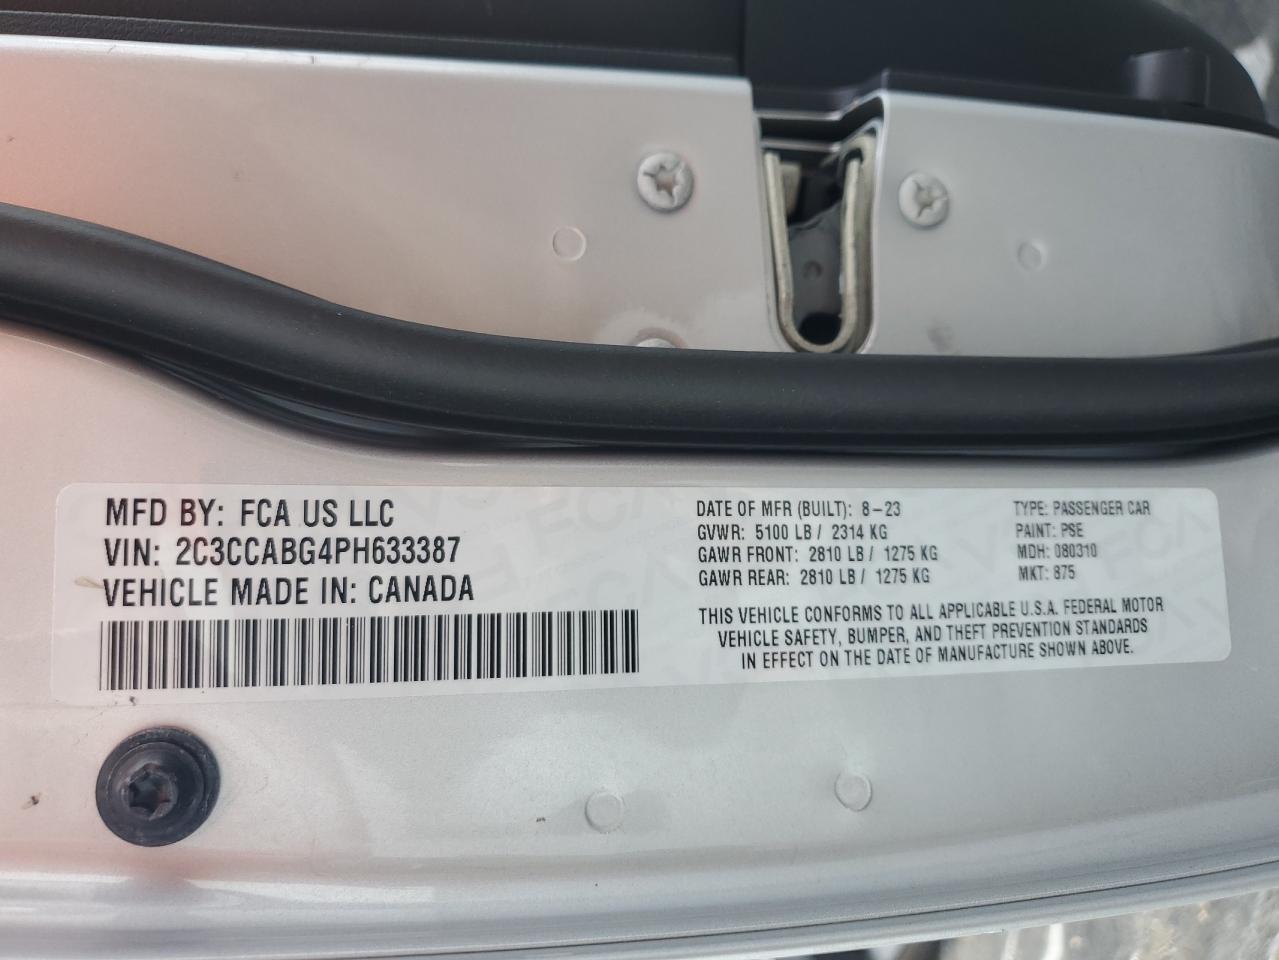 MFD BY: FCA US LLC
VIN: 2C3CCABG4PH633387
VEHICLE MADE IN: CANADA
DATE OF MFR (BUILT): 8-23
GVWR: 5100 LB / 2314 KG
GAWR FRONT: 2810 LB / 1275 KG
GAWR REAR: 2810 LB / 1275 KG
TYPE: PASSENGER CAR
PAINT: PSE
MDH: 080310
MKT: 875
THIS VEHICLE CONFORMS TO ALL APPLICABLE U.S.A. FEDERAL MOTOR
VEHICLE SAFETY, BUMPER, AND THEFT PREVENTION STANDARDS
IN EFFECT ON THE DATE OF MANUFACTURE SHOWN ABOVE.